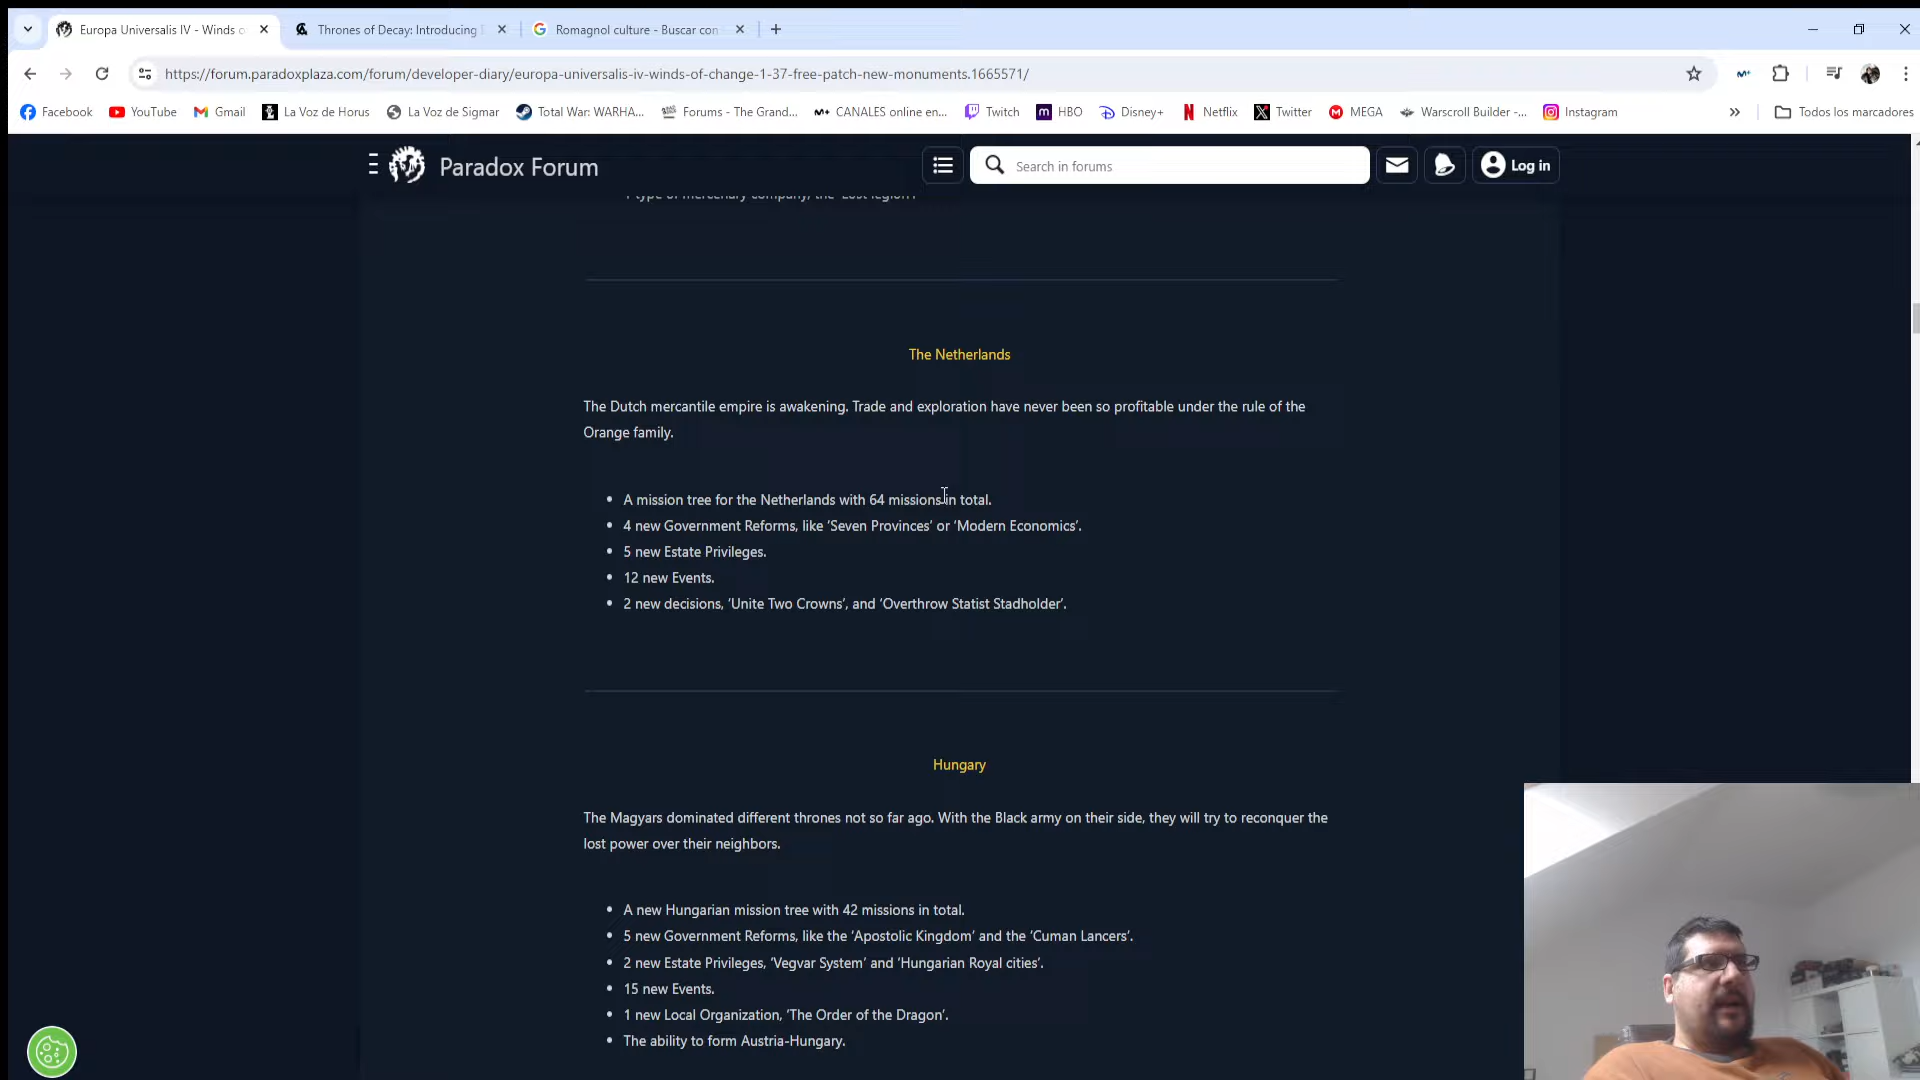 Europa Universalis IV - Winds o
Thrones of Decay: Introducing
Romagnol culture - Buscar con
https://forum.paradoxplaza.com/forum/developer-diary/europa-universalis-iv-winds-of-change-1-37-free-patch-new-monuments.1665571/
Facebook YouTube Gmail La Voz de Horus La Voz de Sigmar Total War: WARHA... Forums - The Grand... CANALES online en... Twitch HBO Disney+ Netflix Twitter MEGA Warscroll Builder -... Instagram » Todos los marcadores
Paradox Forum
Search in forums
Log in
1 type of mercenary company, the 'Lost legion'.
The Netherlands
The Dutch mercantile empire is awakening. Trade and exploration have never been so profitable under the rule of the
Orange family.
• A mission tree for the Netherlands with 64 missions in total.
• 4 new Government Reforms, like ‘Seven Provinces’ or ‘Modern Economics’.
• 5 new Estate Privileges.
• 12 new Events.
• 2 new decisions, ‘Unite Two Crowns’, and ‘Overthrow Statist Stadholder’.
Hungary
The Magyars dominated different thrones not so far ago. With the Black army on their side, they will try to reconquer the
lost power over their neighbors.
• A new Hungarian mission tree with 42 missions in total.
• 5 new Government Reforms, like the ‘Apostolic Kingdom’ and the ‘Cuman Lancers’.
• 2 new Estate Privileges, ‘Vegvar System’ and ‘Hungarian Royal cities’.
• 15 new Events.
• 1 new Local Organization, ‘The Order of the Dragon’.
• The ability to form Austria-Hungary.